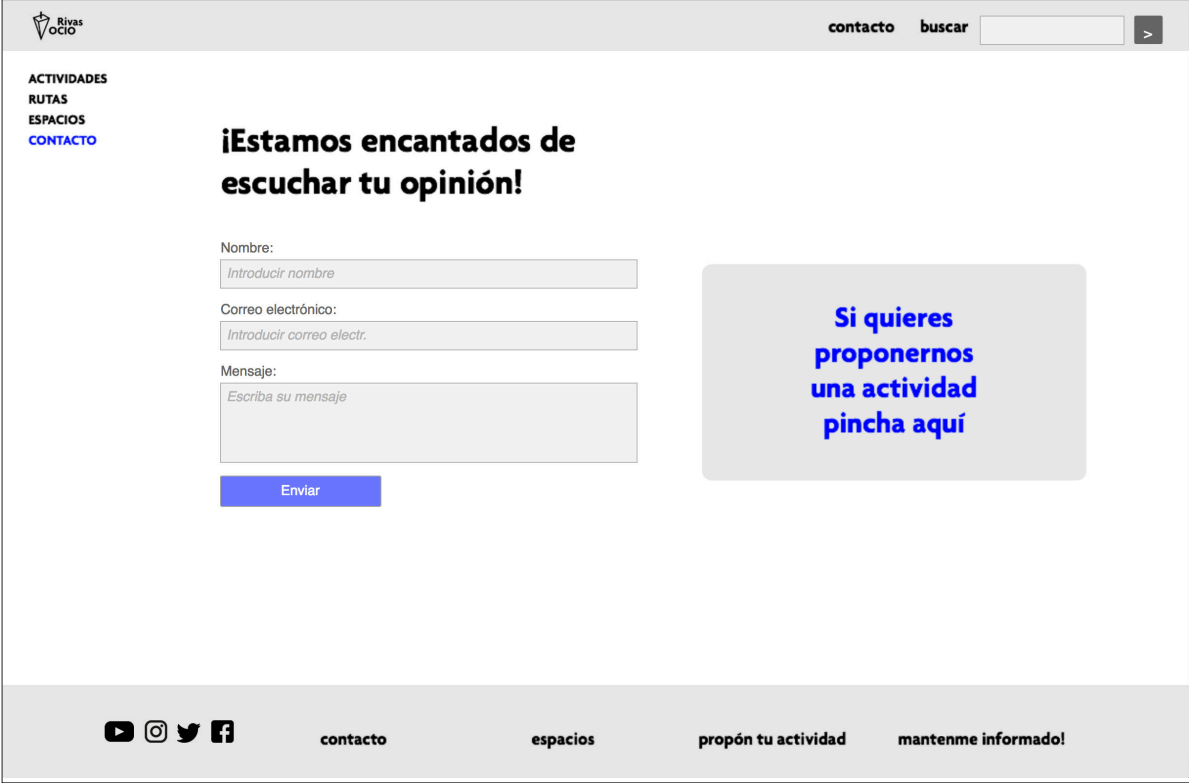 Rivas
OCIO
contacto buscar >
ACTIVIDADES
RUTAS
ESPACIOS
CONTACTO
¡Estamos encantados de
escuchar tu opinión!
Nombre:
Introducir nombre
Correo electrónico:
Introducir correo electr.
Mensaje:
Escriba su mensaje
Enviar
Si quieres
proponernos
una actividad
pincha aquí
contacto espacios propón tu actividad mantenme informado!